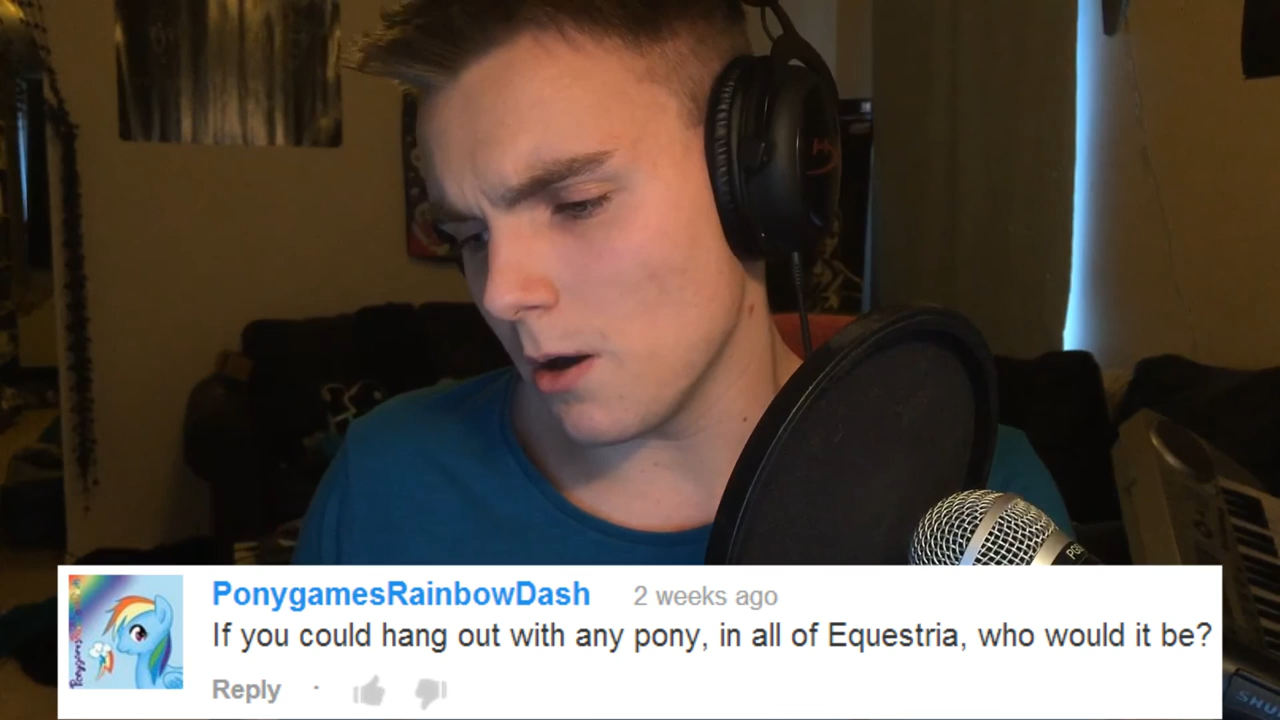 PonygamesRainbowDash 2 weeks ago
If you could hang out with any pony, in all of Equestria, who would it be?
Reply ·